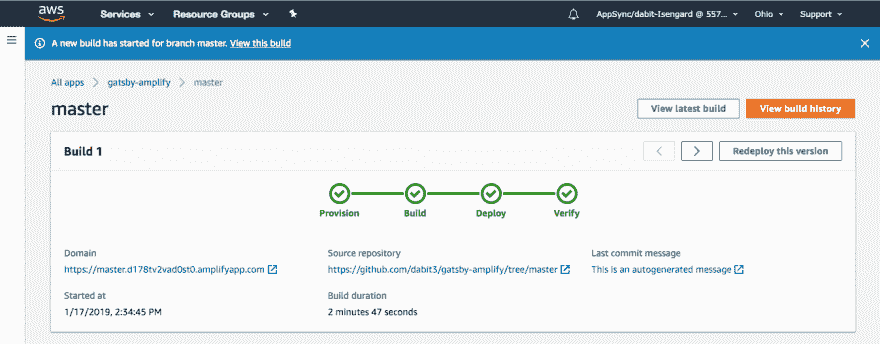 aws Services Resource Groups AppSync/dabit-Isengard @ 557... Ohio Support
A new build has started for branch master. View this build
All apps > gatsby-amplify > master
master View latest build View build history
Build 1 Redeploy this version
Provision Build Deploy Verify
Domain Source repository Last commit message
https://master.d178tv2vad0st0.amplifyapp.com https://github.com/dabit3/gatsby-amplify/tree/master This is an autogenerated message
Started at Build duration
1/17/2019, 2:34:45 PM 2 minutes 47 seconds